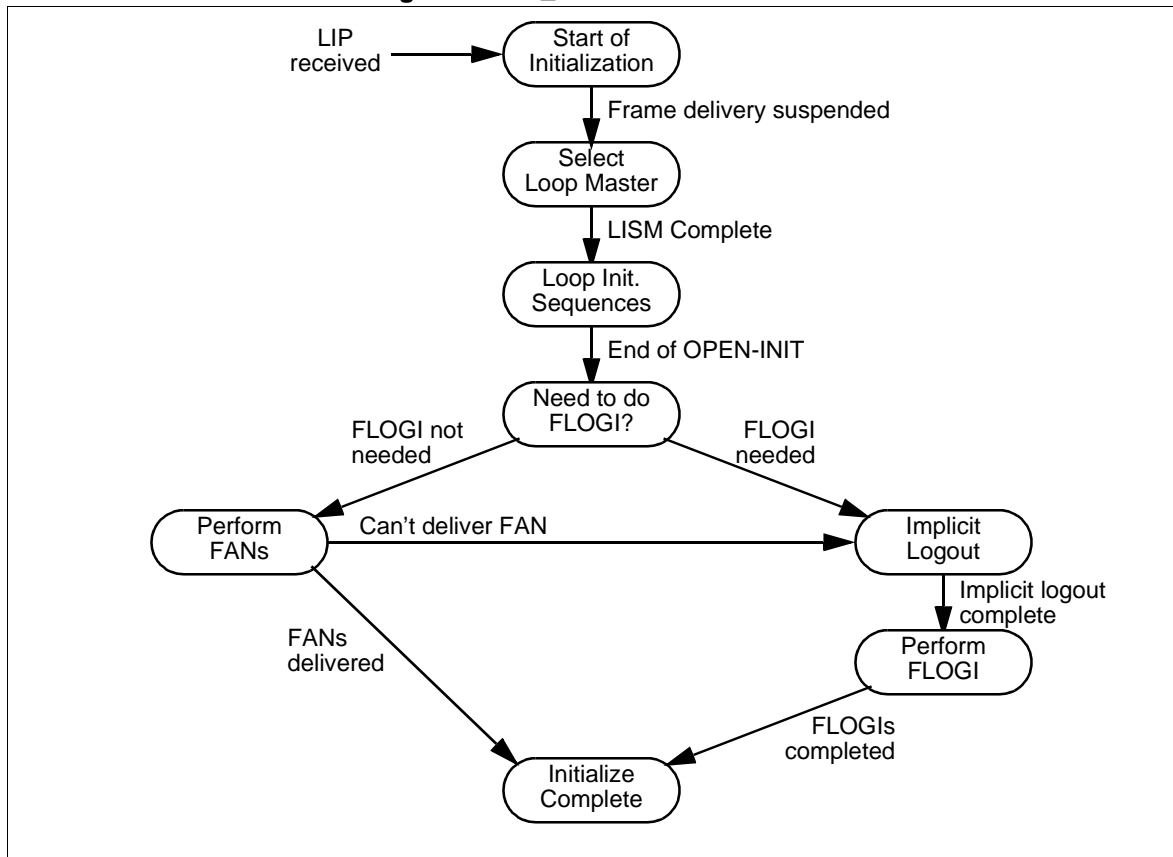 LIP
received
Start of
Initialization
Frame delivery suspended
Select
Loop Master
LISM Complete
Loop Init.
Sequences
End of OPEN-INIT
Need to do
FLOGI?
FLOGI not
needed
FLOGI
needed
Perform
FANs
Can't deliver FAN
Implicit
Logout
Implicit logout
complete
FANs
delivered
Perform
FLOGI
FLOGIs
completed
Initialize
Complete